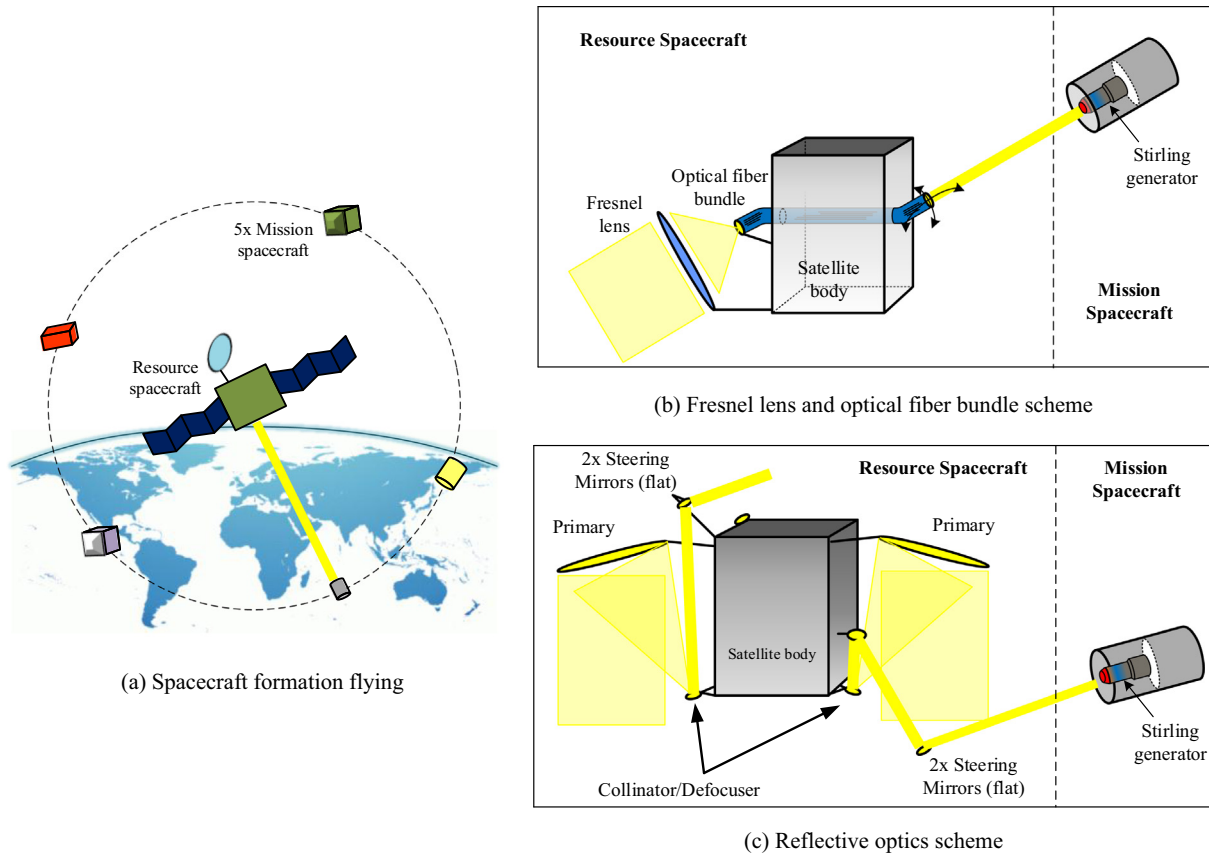 5x Mission
spacecraft
Resource
spacecraft
(a) Spacecraft formation flying
Resource Spacecraft
Optical fiber
bundle
Fresnel
lens
Satellite
body
Stirling
generator
Mission
Spacecraft
(b) Fresnel lens and optical fiber bundle scheme
2x Steering
Mirrors (flat)
Resource Spacecraft
Mission
Spacecraft
Primary
Primary
Satellite body
Stirling
generator
Collinator/Defocuser
2x Steering
Mirrors (flat)
(c) Reflective optics scheme